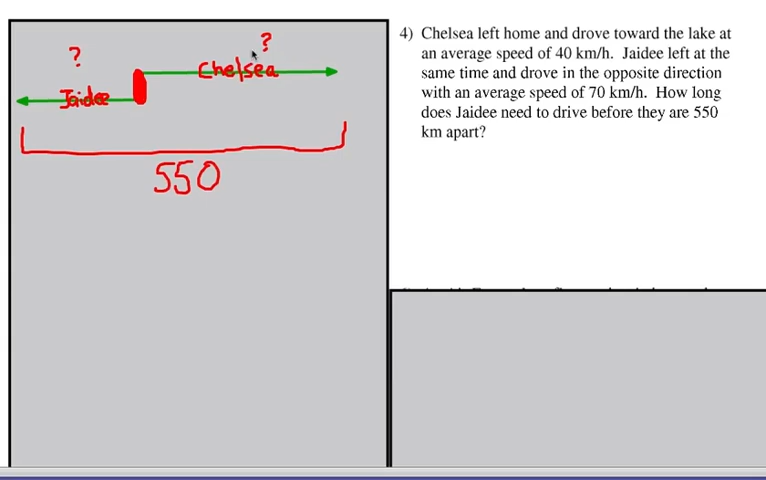 ?
?
Chelsea
Jaidee
550
4) Chelsea left home and drove toward the lake at
an average speed of 40 km/h. Jaidee left at the
same time and drove in the opposite direction
with an average speed of 70 km/h. How long
does Jaidee need to drive before they are 550
km apart?